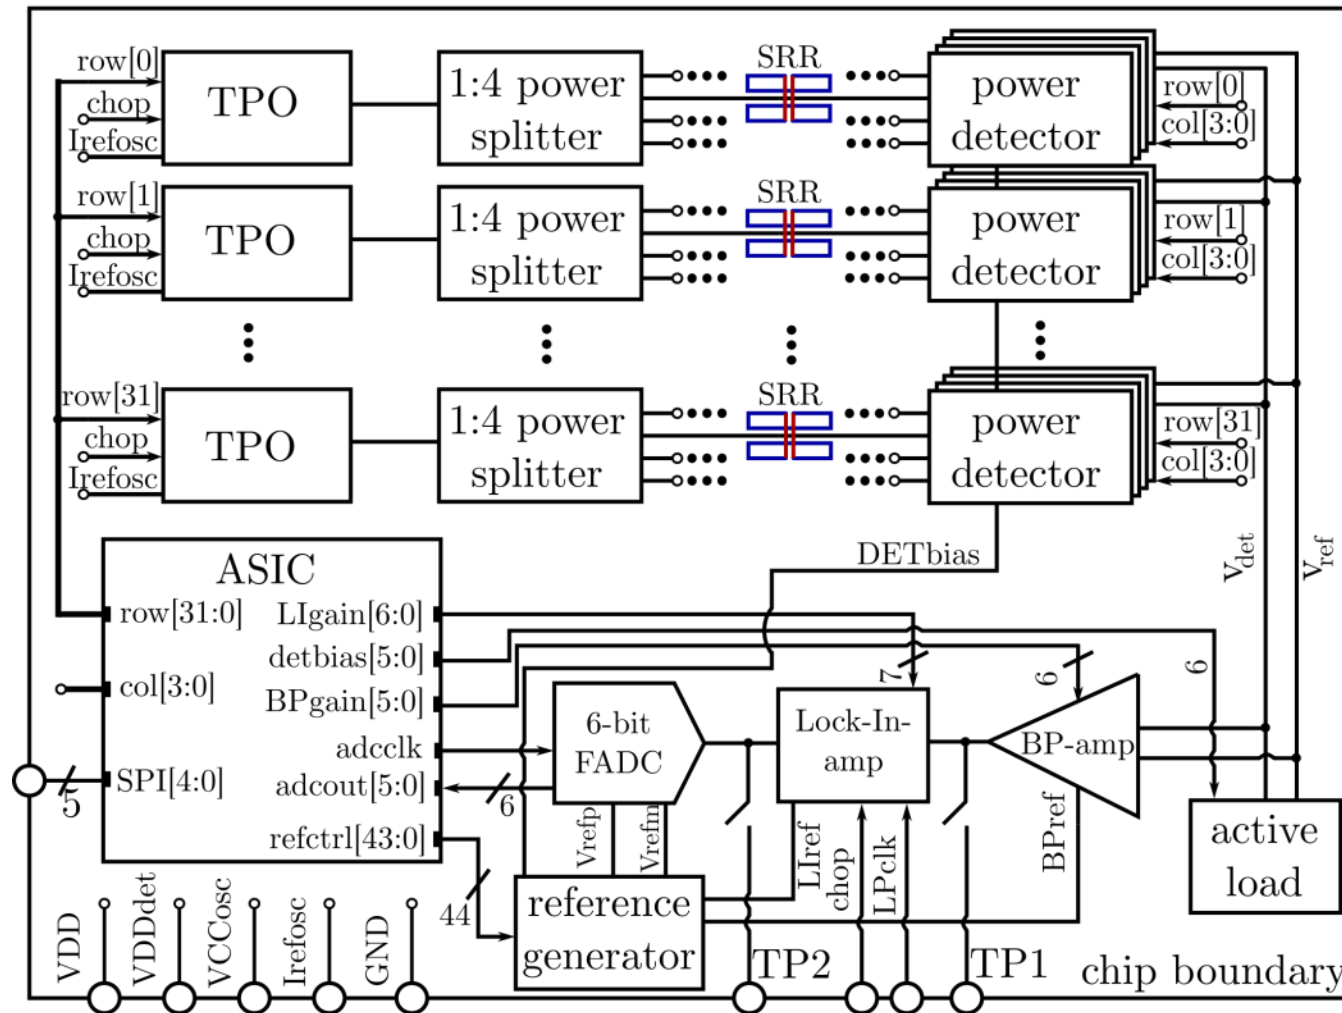 row[0]
chop
Irefosc
TPO
1:4 power
splitter
SRR
power
detector
row[0]
col[3:0]
row[1]
chop
Irefosc
TPO
1:4 power
splitter
SRR
power
detector
row[1]
col[3:0]
row[31]
chop
Irefosc
TPO
1:4 power
splitter
SRR
power
detector
row[31]
col[3:0]
DETbias
Vdet
Vref
ASIC
row[31:0]
col[3:0]
SPI[4:0]
5
LIgain[6:0]
detbias[5:0]
BPgain[5:0]
adcclk
adcout[5:0]
refctrl[43:0]
6
44
6-bit
FADC
Vrefp
Vrefm
reference
generator
7
Lock-In-
amp
LIref
chop
LPclk
6
BP-amp
BPref
6
active
load
VDD
VDDdet
VCCosc
Irefosc
GND
TP2
TP1
chip boundary